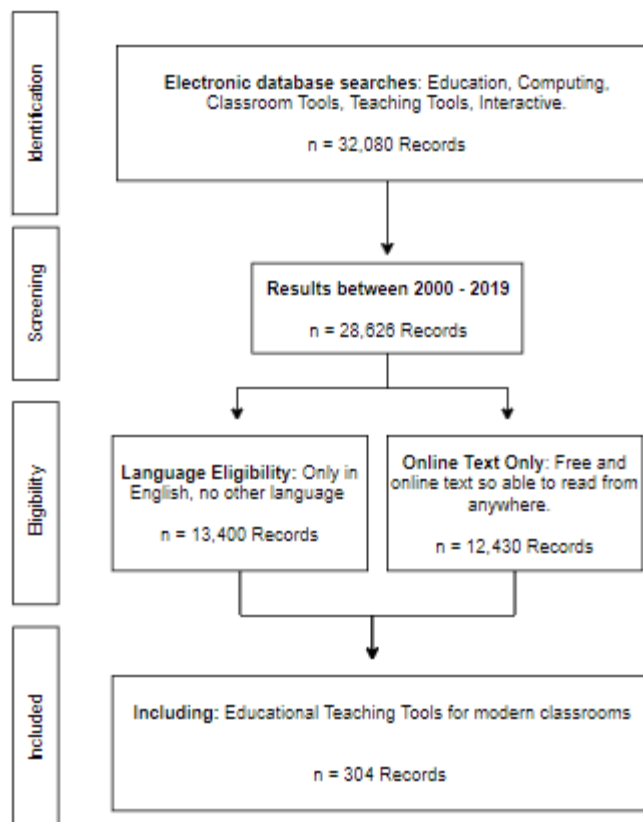 Identification
Electronic database searches: Education, Computing,
Classroom Tools, Teaching Tools, Interactive.
n = 32,080 Records
Screening
Results between 2000 - 2019
n = 28,626 Records
Eligibility
Language Eligibility: Only in
English, no other language
n = 13,400 Records
Online Text Only: Free and
online text so able to read from
anywhere.
n = 12,430 Records
Included
Including: Educational Teaching Tools for modern classrooms
n = 304 Records